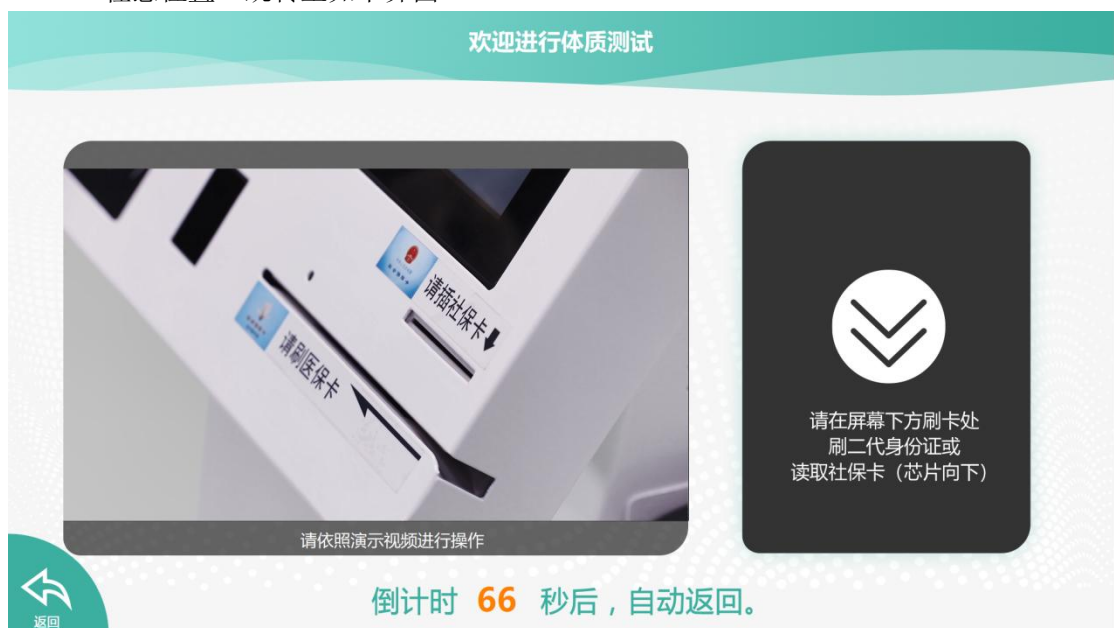 欢迎进行体质测试
请插社保卡
请刷医保卡
请在屏幕下方刷卡处
刷二代身份证或
读取社保卡（芯片向下）
请依照演示视频进行操作
倒计时 66 秒后，自动返回。
返回